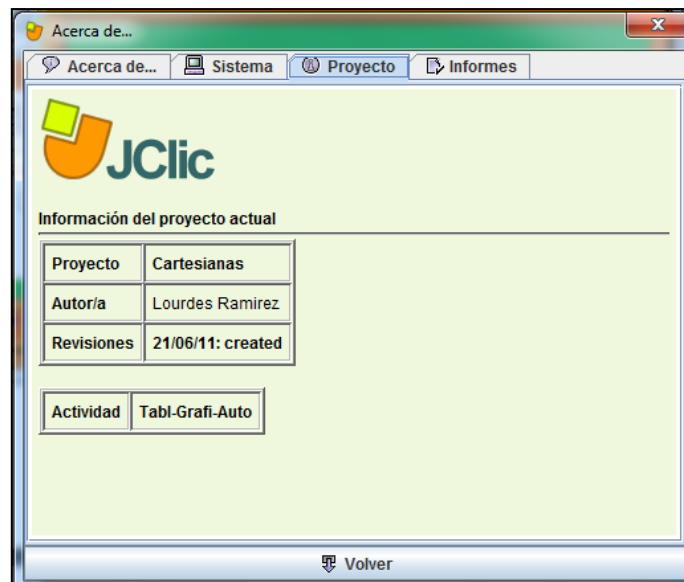 Acerca de...
Acerca de... Sistema Proyecto Informes
JClic
Información del proyecto actual
Proyecto Cartesianas
Autor/a Lourdes Ramirez
Revisiones 21/06/11: created
Actividad Tabl-Grafi-Auto
Volver